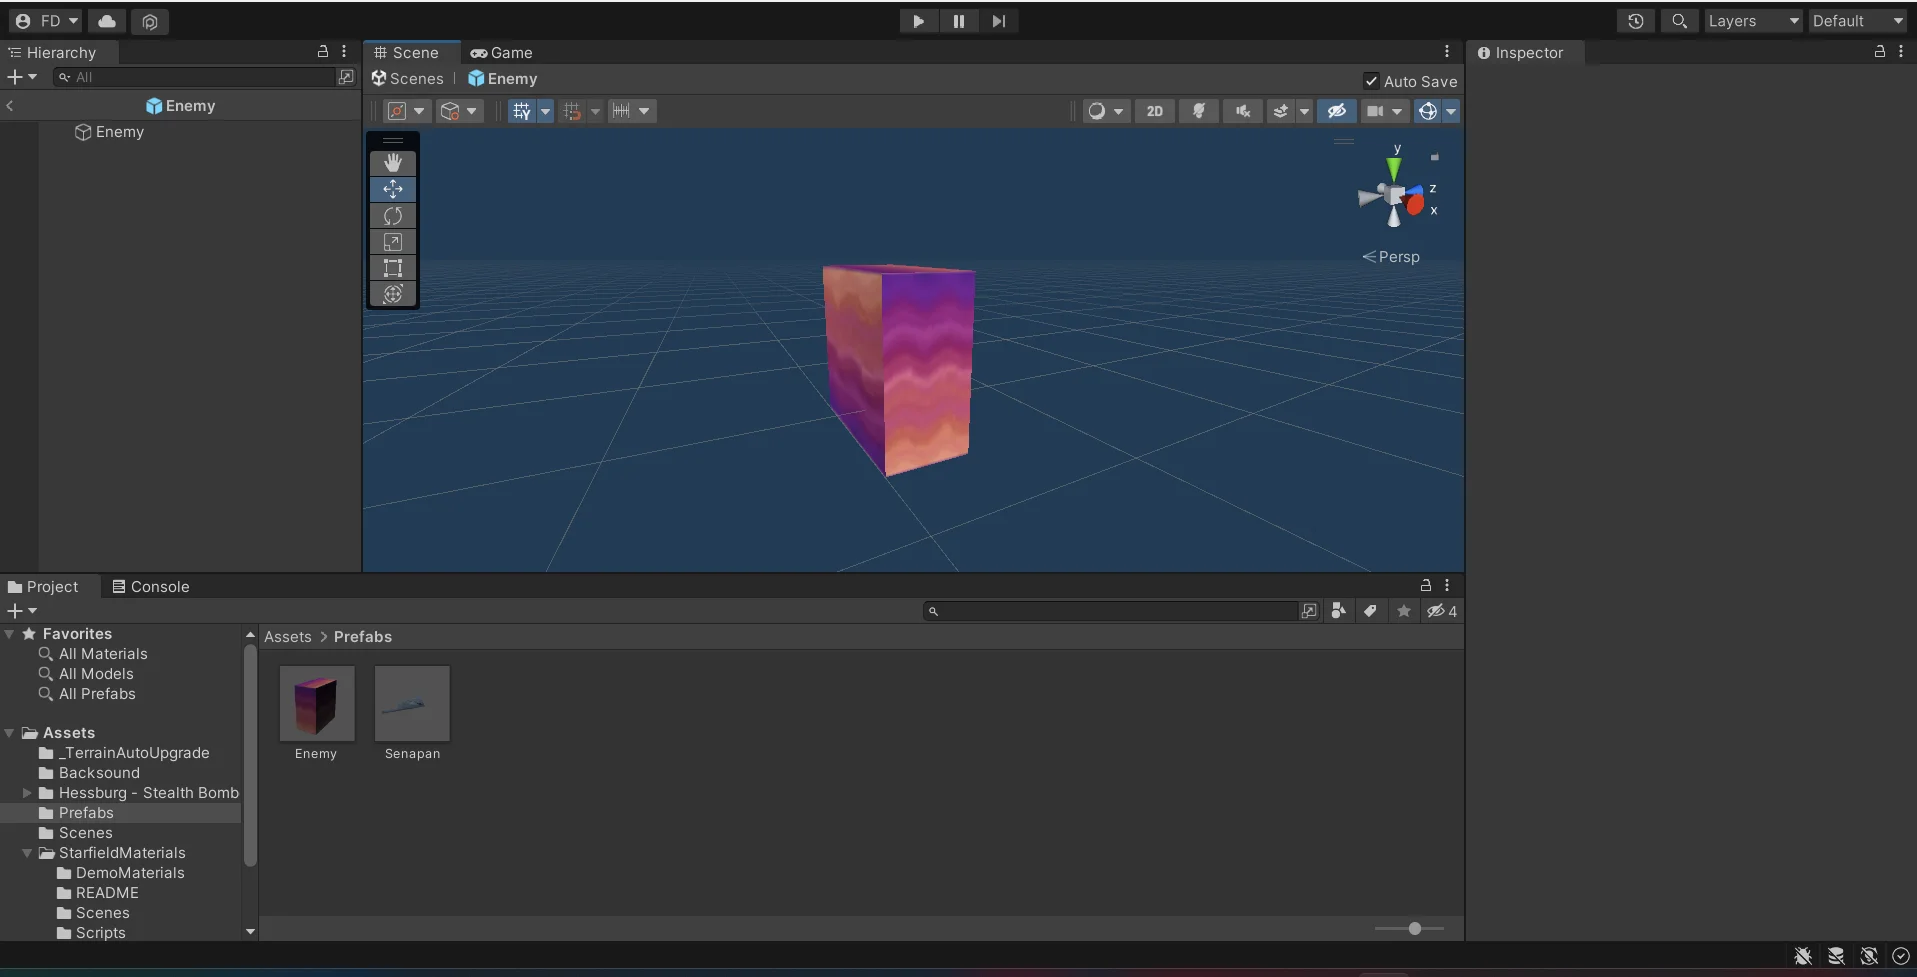 FD
Layers
Default
Hierarchy
Scene
Game
Inspector
All
Scenes
Enemy
Auto Save
Enemy
2D
Enemy
y
z
x
Persp
Project
Console
4
Favorites
Assets > Prefabs
All Materials
All Models
All Prefabs
Assets
_TerrainAutoUpgrade
Enemy
Senapan
Backsound
Hessburg - Stealth Bomb
Prefabs
Scenes
StarfieldMaterials
DemoMaterials
README
Scenes
Scripts